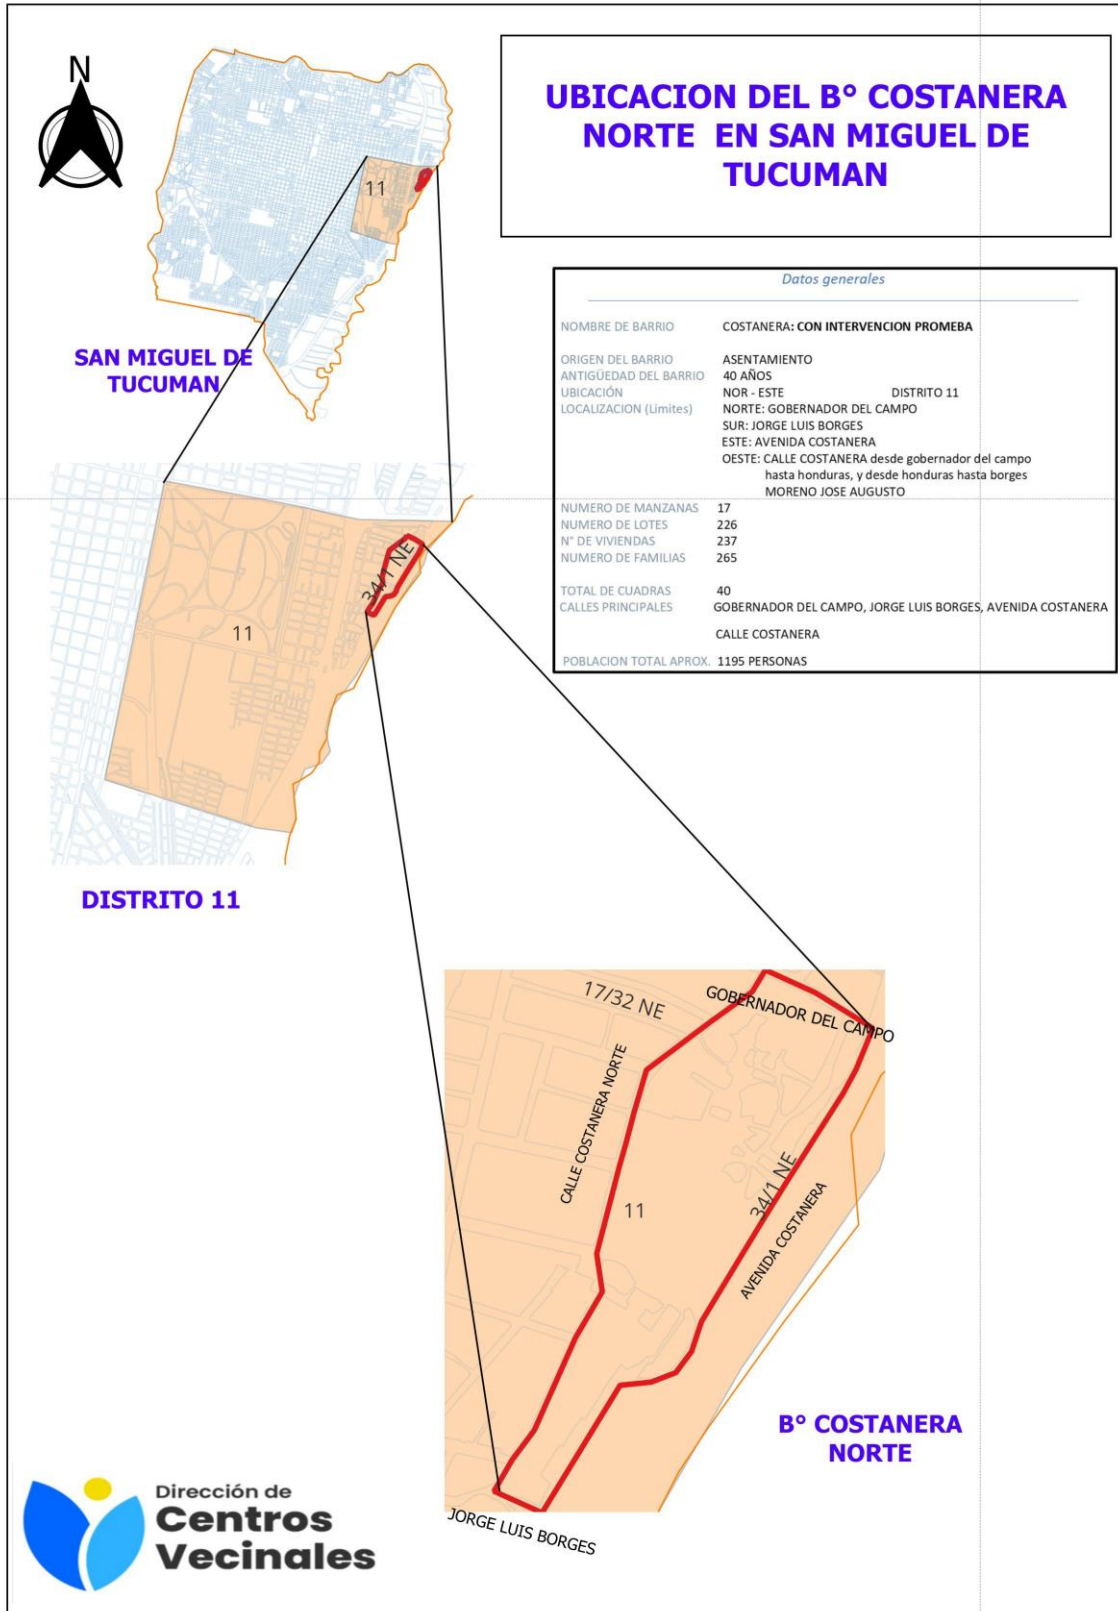 N
UBICACION DEL B° COSTANERA
NORTE EN SAN MIGUEL DE
TUCUMAN
11
SAN MIGUEL DE
TUCUMAN
Datos generales
NOMBRE DE BARRIO COSTANERA: CON INTERVENCION PROMEBA
ORIGEN DEL BARRIO ASENTAMIENTO
ANTIGÜEDAD DEL BARRIO 40 AÑOS
UBICACIÓN NOR - ESTE DISTRITO 11
LOCALIZACION (Limites) NORTE: GOBERNADOR DEL CAMPO
SUR: JORGE LUIS BORGES
ESTE: AVENIDA COSTANERA
OESTE: CALLE COSTANERA desde gobernador del campo
hasta honduras, y desde honduras hasta borges
MORENO JOSE AUGUSTO
NUMERO DE MANZANAS 17
NUMERO DE LOTES 226
N° DE VIVIENDAS 237
NUMERO DE FAMILIAS 265
TOTAL DE CUADRAS 40
CALLES PRINCIPALES GOBERNADOR DEL CAMPO, JORGE LUIS BORGES, AVENIDA COSTANERA
CALLE COSTANERA
POBLACION TOTAL APROX. 1195 PERSONAS
34/1 NE
11
DISTRITO 11
17/32 NE
GOBERNADOR DEL CAMPO
CALLE COSTANERA NORTE
11
34/1 NE
AVENIDA COSTANERA
B° COSTANERA
NORTE
JORGE LUIS BORGES
Dirección de
Centros
Vecinales